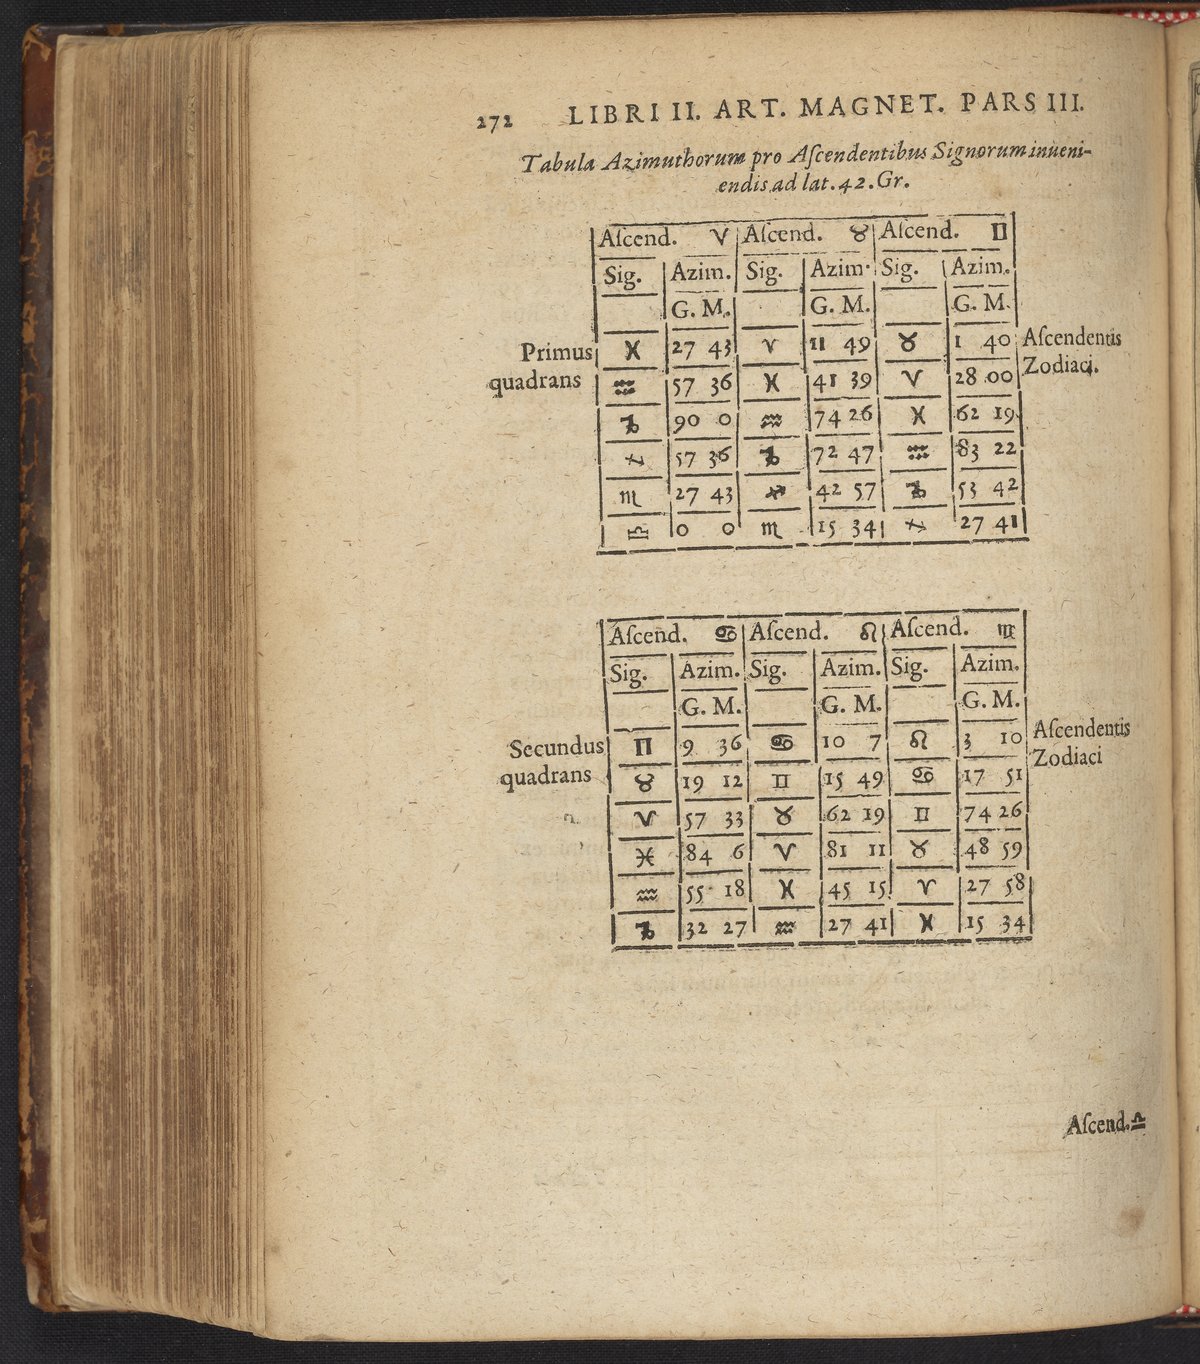 272 LIBRI II. ART. MAGNET. PARS III.
Tabula Azimuthorum pro Aſcendentibus Signorum inueni-
endis ad lat. 42. Gr.
Aſcend. ♈ Aſcend. ♉ Aſcend. ♊
Sig. Azim. Sig. Azim. Sig. Azim.
G. M. G. M. G. M.
Primus quadrans
♓ 27 43 ♈ 11 49 ♉ 1 40
♒ 57 36 ♓ 41 39 ♈ 28 00
♑ 90 0 ♒ 74 26 ♓ 62 19
♐ 57 36 ♑ 72 47 ♒ 83 22
♏ 27 43 ♐ 42 57 ♑ 53 42
♎ 0 0 ♏ 15 34 ♐ 27 41
Aſcendentis
Zodiaci.
Aſcend. ♋ Aſcend. ♌ Aſcend. ♍
Sig. Azim. Sig. Azim. Sig. Azim.
G. M. G. M. G. M.
Secundus
quadrans
♊ 9 36 ♋ 10 7 ♌ 3 10
♉ 19 12 ♊ 15 49 ♋ 17 51
♈ 57 33 ♉ 62 19 ♊ 74 26
♓ 84 6 ♈ 81 11 ♉ 48 59
♒ 55 18 ♓ 45 15 ♈ 27 58
♑ 32 27 ♒ 27 41 ♓ 15 34
Aſcendentis
Zodiaci
Aſcend. ♎